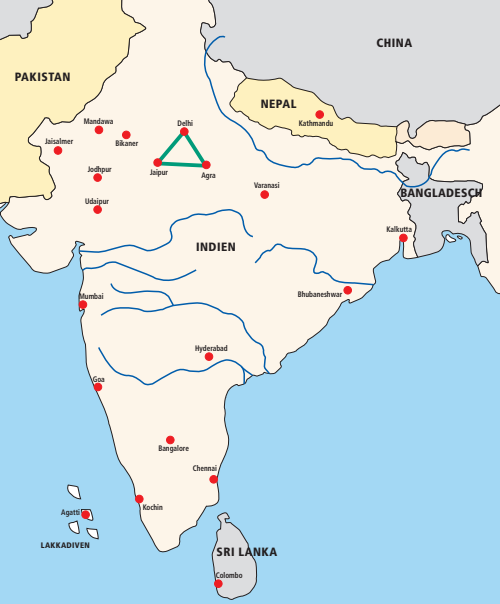 CHINA
PAKISTAN
NEPAL
Kathmandu
Mandawa
Delhi
Bikaner
Jaisalmer
Jodhpur
Jaipur
Agra
Varanasi
BANGLADESCH
Udaipur
Kalkutta
INDIEN
Bhubaneshwar
Mumbai
Hyderabad
Goa
Bangalore
Chennai
Kochin
Agatti
LAKKADIVEN
SRI LANKA
Colombo